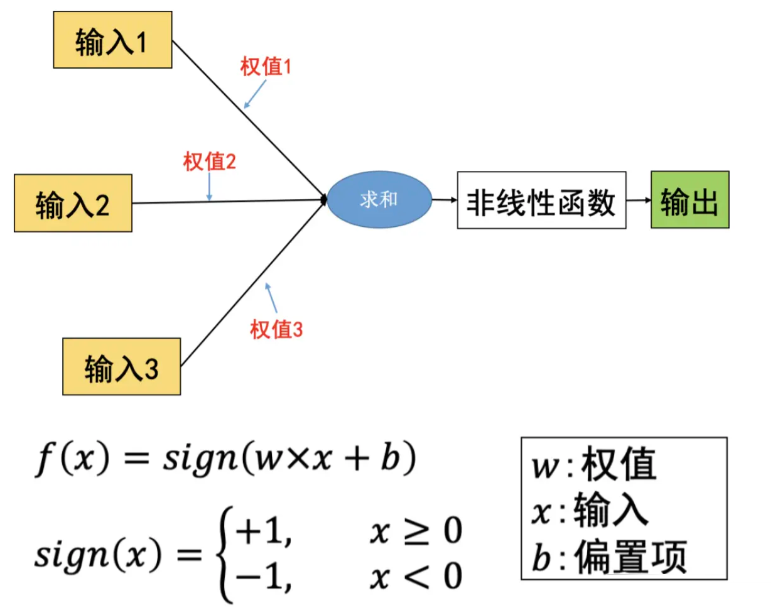 输入1
权值1
权值2
输入2
求和
非线性函数
输出
权值3
输入3
f(x) = sign(w×x + b)
sign(x) = {+1, x ≥ 0
−1, x < 0
w:权值
x:输入
b:偏置项